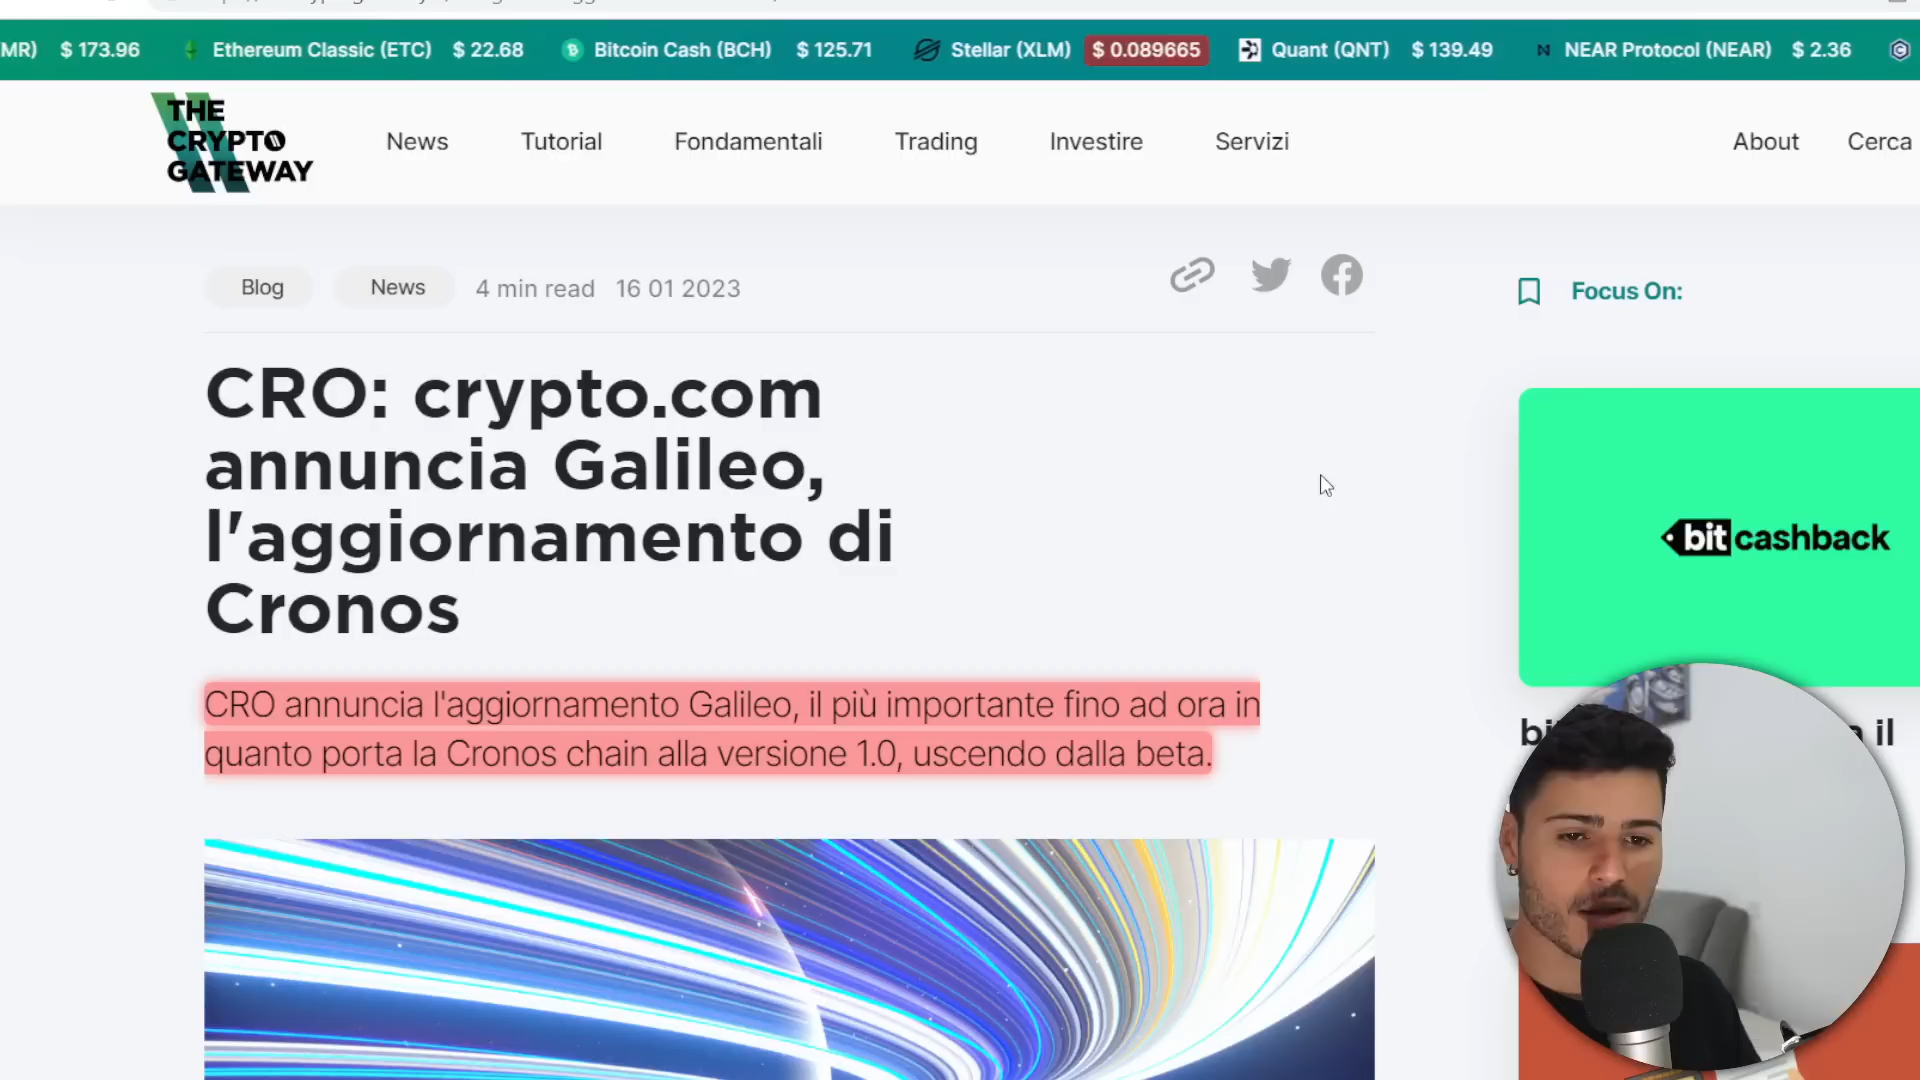 MR) $ 173.96 Ethereum Classic (ETC) $ 22.68 Bitcoin Cash (BCH) $ 125.71 Stellar (XLM) $ 0.089665 Quant (QNT) $ 139.49 NEAR Protocol (NEAR) $ 2.36
THE
CRYPTO
GATEWAY
News Tutorial Fondamentali Trading Investire Servizi About Cerca
Blog News 4 min read 16 01 2023
Focus On:
CRO: crypto.com
annuncia Galileo,
l'aggiornamento di
Cronos
bitcashback
CRO annuncia l'aggiornamento Galileo, il più importante fino ad ora in
quanto porta la Cronos chain alla versione 1.0, uscendo dalla beta.
il